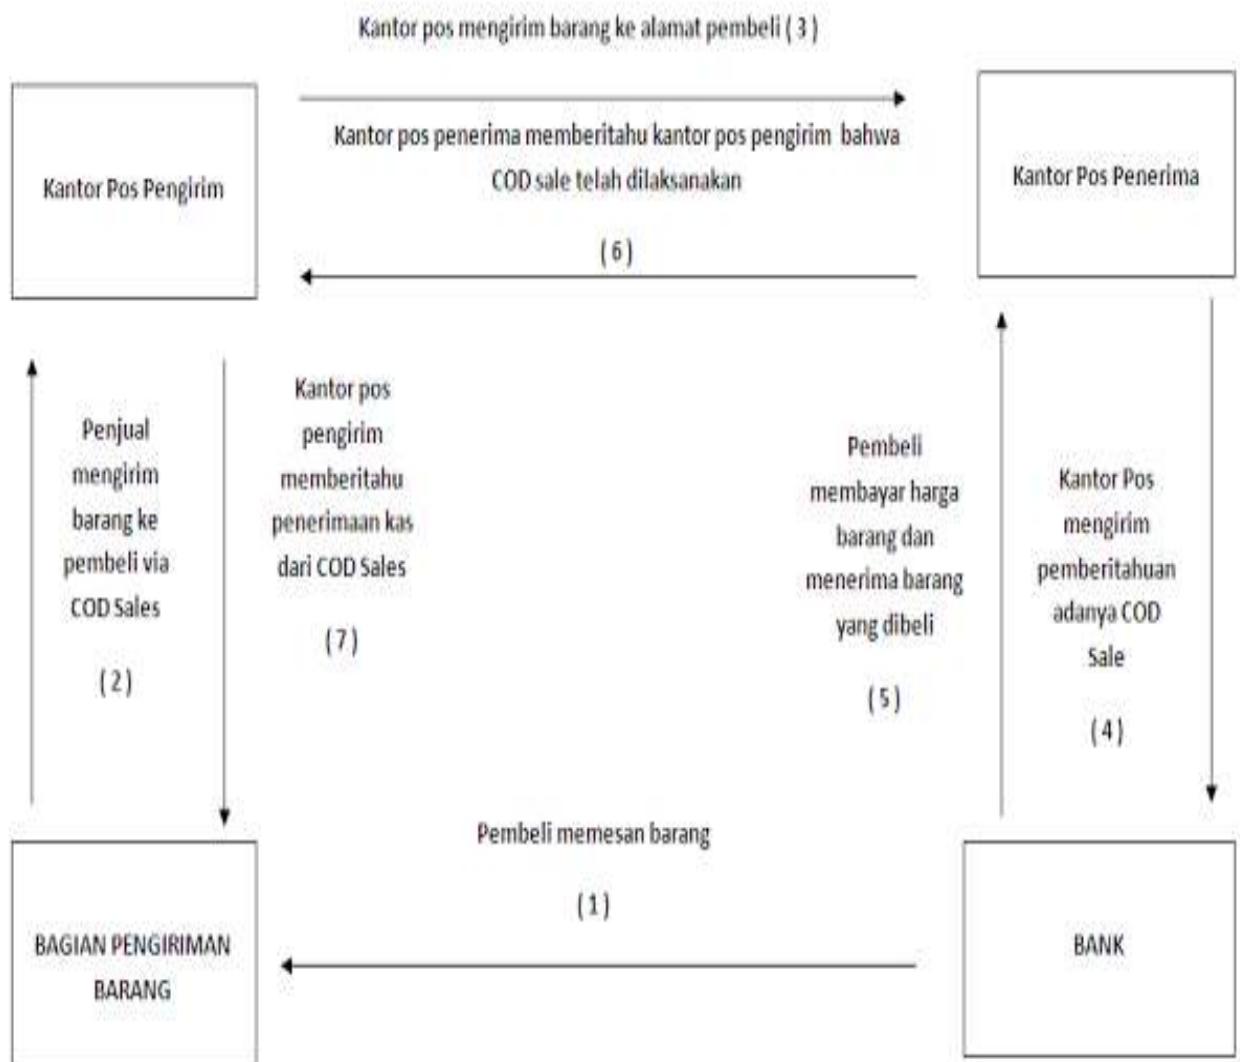 Kantor pos mengirim barang ke alamat pembeli ( 3 )
Kantor Pos Pengirim
Kantor pos penerima memberitahu kantor pos pengirim bahwa
COD sale telah dilaksanakan
( 6 )
Kantor Pos Penerima
Penjual
mengirim
barang ke
pembeli via
COD Sales
( 2 )
Kantor pos
pengirim
memberitahu
penerimaan kas
dari COD Sales
( 7 )
Pembeli
membayar harga
barang dan
menerima barang
yang dibeli
( 5 )
Kantor Pos
mengirim
pemberitahuan
adanya COD
Sale
( 4 )
Pembeli memesan barang
( 1 )
BAGIAN PENGIRIMAN
BARANG
BANK